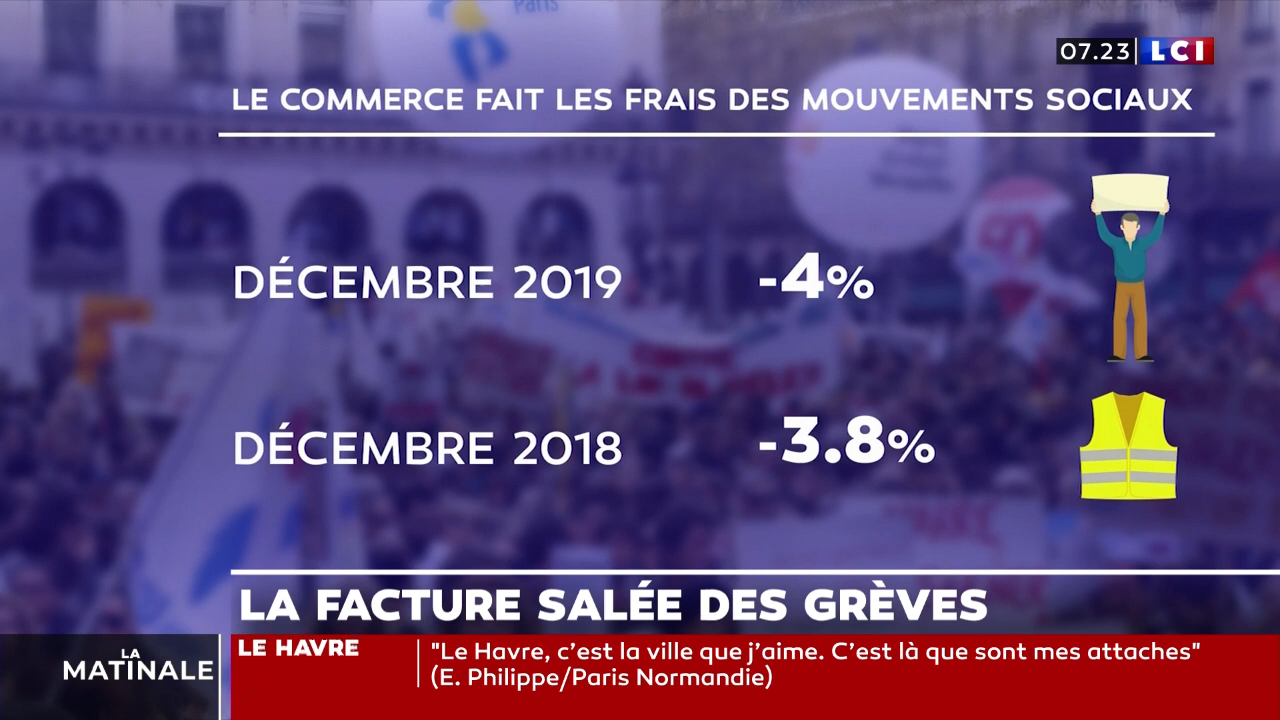 07.23 LCI
LE COMMERCE FAIT LES FRAIS DES MOUVEMENTS SOCIAUX
DÉCEMBRE 2019 -4%
DÉCEMBRE 2018 -3.8%
LA FACTURE SALÉE DES GRÈVES
LA
MATINALE
LE HAVRE
"Le Havre, c’est la ville que j’aime. C’est là que sont mes attaches"
(E. Philippe/Paris Normandie)
Paris